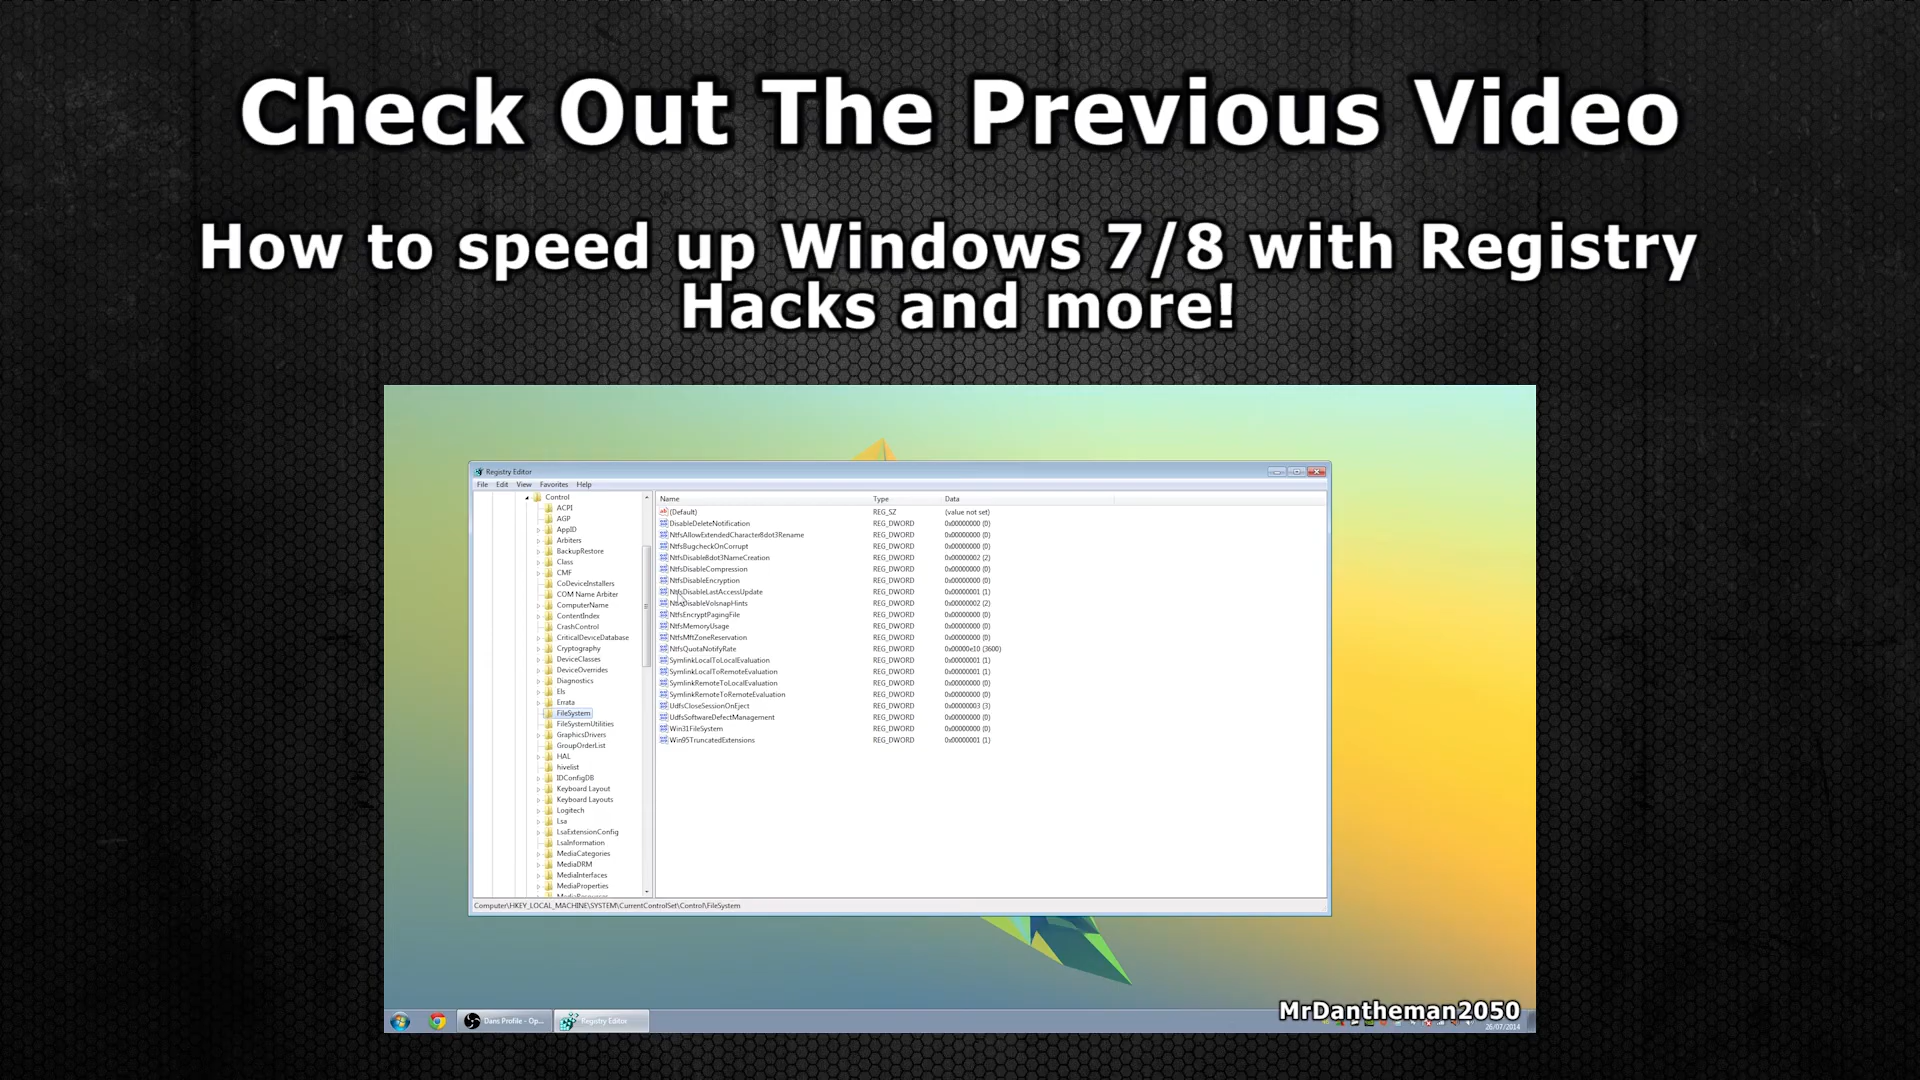 Check Out The Previous Video
How to speed up Windows 7/8 with Registry
Hacks and more!
Registry Editor
File Edit View Favorites Help
Control
ACPI
AGP
AppID
Arbiters
BackupRestore
Class
CMF
CoDeviceInstallers
COM Name Arbiter
ComputerName
ContentIndex
CrashControl
CriticalDeviceDatabase
Cryptography
DeviceClasses
DeviceOverrides
Diagnostics
Els
Errata
FileSystem
FileSystemUtilities
GraphicsDrivers
GroupOrderList
HAL
hivelist
IDConfigDB
Keyboard Layout
Keyboard Layouts
Logitech
Lsa
LsaExtensionConfig
LsaInformation
MediaCategories
MediaDRM
MediaInterfaces
MediaProperties
Name Type Data
(Default) REG_SZ (value not set)
DisableDeleteNotification REG_DWORD 0x00000000 (0)
NtfsAllowExtendedCharacter8dot3Rename REG_DWORD 0x00000000 (0)
NtfsBugcheckOnCorrupt REG_DWORD 0x00000000 (0)
NtfsDisable8dot3NameCreation REG_DWORD 0x00000002 (2)
NtfsDisableCompression REG_DWORD 0x00000000 (0)
NtfsDisableEncryption REG_DWORD 0x00000000 (0)
NtfsDisableLastAccessUpdate REG_DWORD 0x00000001 (1)
NtfsDisableVolsnapHints REG_DWORD 0x00000002 (2)
NtfsEncryptPagingFile REG_DWORD 0x00000000 (0)
NtfsMemoryUsage REG_DWORD 0x00000000 (0)
NtfsMftZoneReservation REG_DWORD 0x00000000 (0)
NtfsQuotaNotifyRate REG_DWORD 0x00000e10 (3600)
SymlinkLocalToLocalEvaluation REG_DWORD 0x00000001 (1)
SymlinkLocalToRemoteEvaluation REG_DWORD 0x00000001 (1)
SymlinkRemoteToLocalEvaluation REG_DWORD 0x00000000 (0)
SymlinkRemoteToRemoteEvaluation REG_DWORD 0x00000000 (0)
UdfsCloseSessionOnEject REG_DWORD 0x00000003 (3)
UdfsSoftwareDefectManagement REG_DWORD 0x00000000 (0)
Win31FileSystem REG_DWORD 0x00000000 (0)
Win95TruncatedExtensions REG_DWORD 0x00000001 (1)
Computer\HKEY_LOCAL_MACHINE\SYSTEM\CurrentControlSet\Control\FileSystem
MrDantheman2050
Dans Profile - Op... Registry Editor
26/07/2014